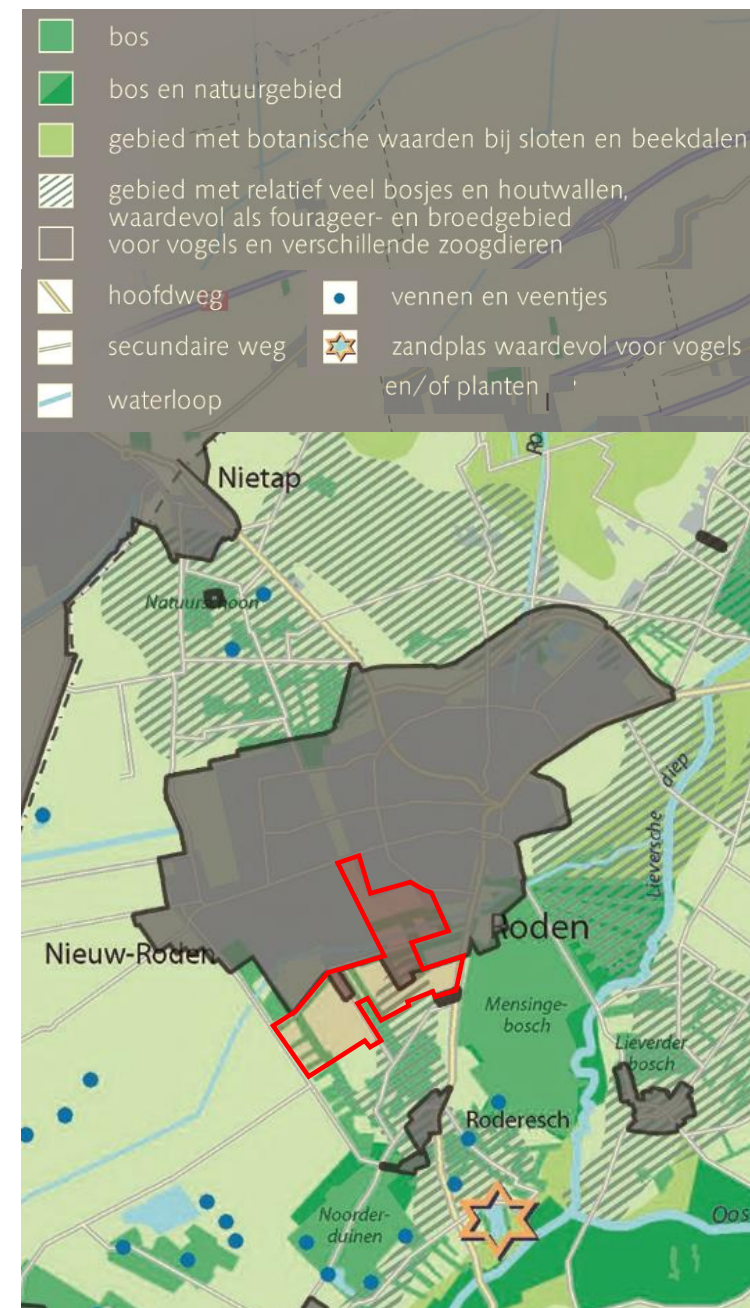 bos
bos en natuurgebied
gebied met botanische waarden bij sloten en beekdalen
gebied met relatief veel bosjes en houtwallen,
waardevol als fourageer- en broedgebied
voor vogels en verschillende zoogdieren
hoofdweg
vennen en veentjes
secundaire weg
zandplas waardevol voor vogels
en/of planten
waterloop
Ro
Nietap
Natuurschoon
diep
Lieversche
Roden
Nieuw-Roden
Mensinge-
bosch
Lieverder
bosch
Roderesch
Noorder-
duinen
Oos